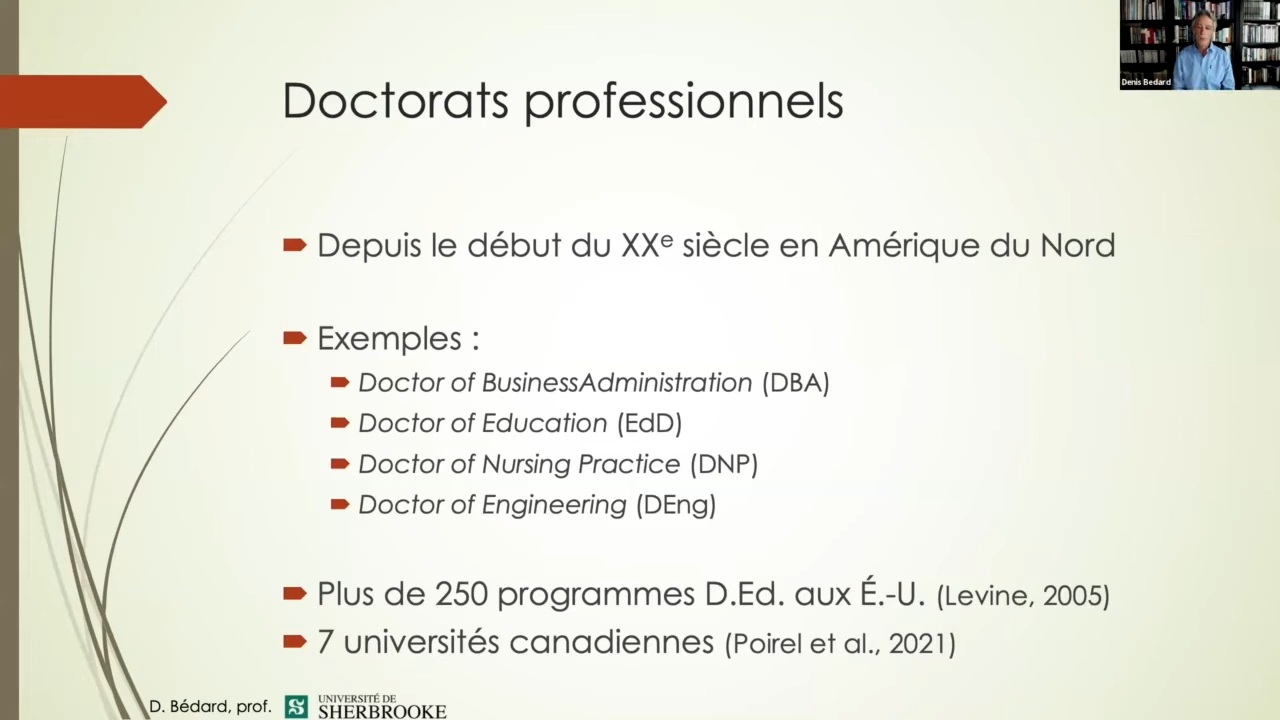 Denis Bedard
Doctorats professionnels
Depuis le début du XXe siècle en Amérique du Nord
Exemples :
Doctor of BusinessAdministration (DBA)
Doctor of Education (EdD)
Doctor of Nursing Practice (DNP)
Doctor of Engineering (DEng)
Plus de 250 programmes D.Ed. aux É.-U. (Levine, 2005)
7 universités canadiennes (Poirel et al., 2021)
D. Bédard, prof.
UNIVERSITÉ DE
SHERBROOKE